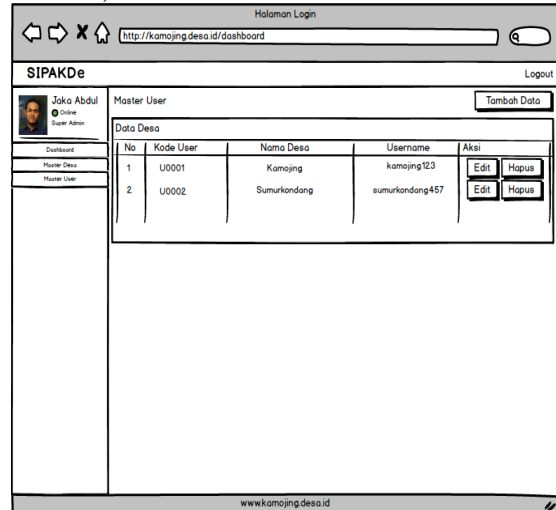 Halaman Login
http://kamojing.desa.id/dashboard
SIPAKDe
Logout
Jaka Abdul
Online
Super Admin
Dashboard
Master Desa
Master User
Master User
Tambah Data
Data Desa
No Kode User Nama Desa Username Aksi
1 U0001 Kamojing kamojing123 Edit Hapus
2 U0002 Sumurkondang sumurkondang457 Edit Hapus
www.kamojing.desa.id